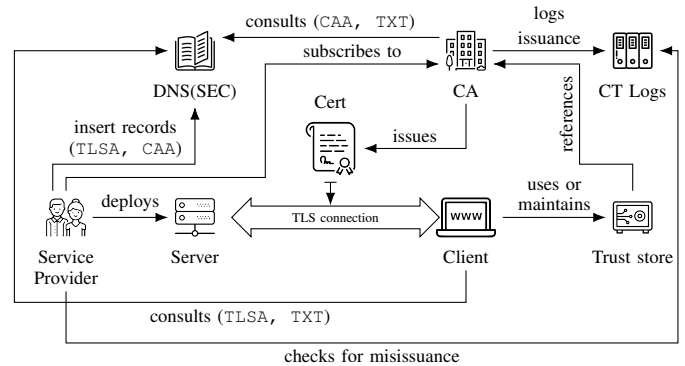 consults (CAA, TXT)
logs
issuance
subscribes to
DNS(SEC)
CA
CT Logs
Cert
insert records
(TLSA, CAA)
issues
references
deploys
TLS connection
www
uses or
maintains
Service
Provider
Server
Client
Trust store
consults (TLSA, TXT)
checks for misissuance